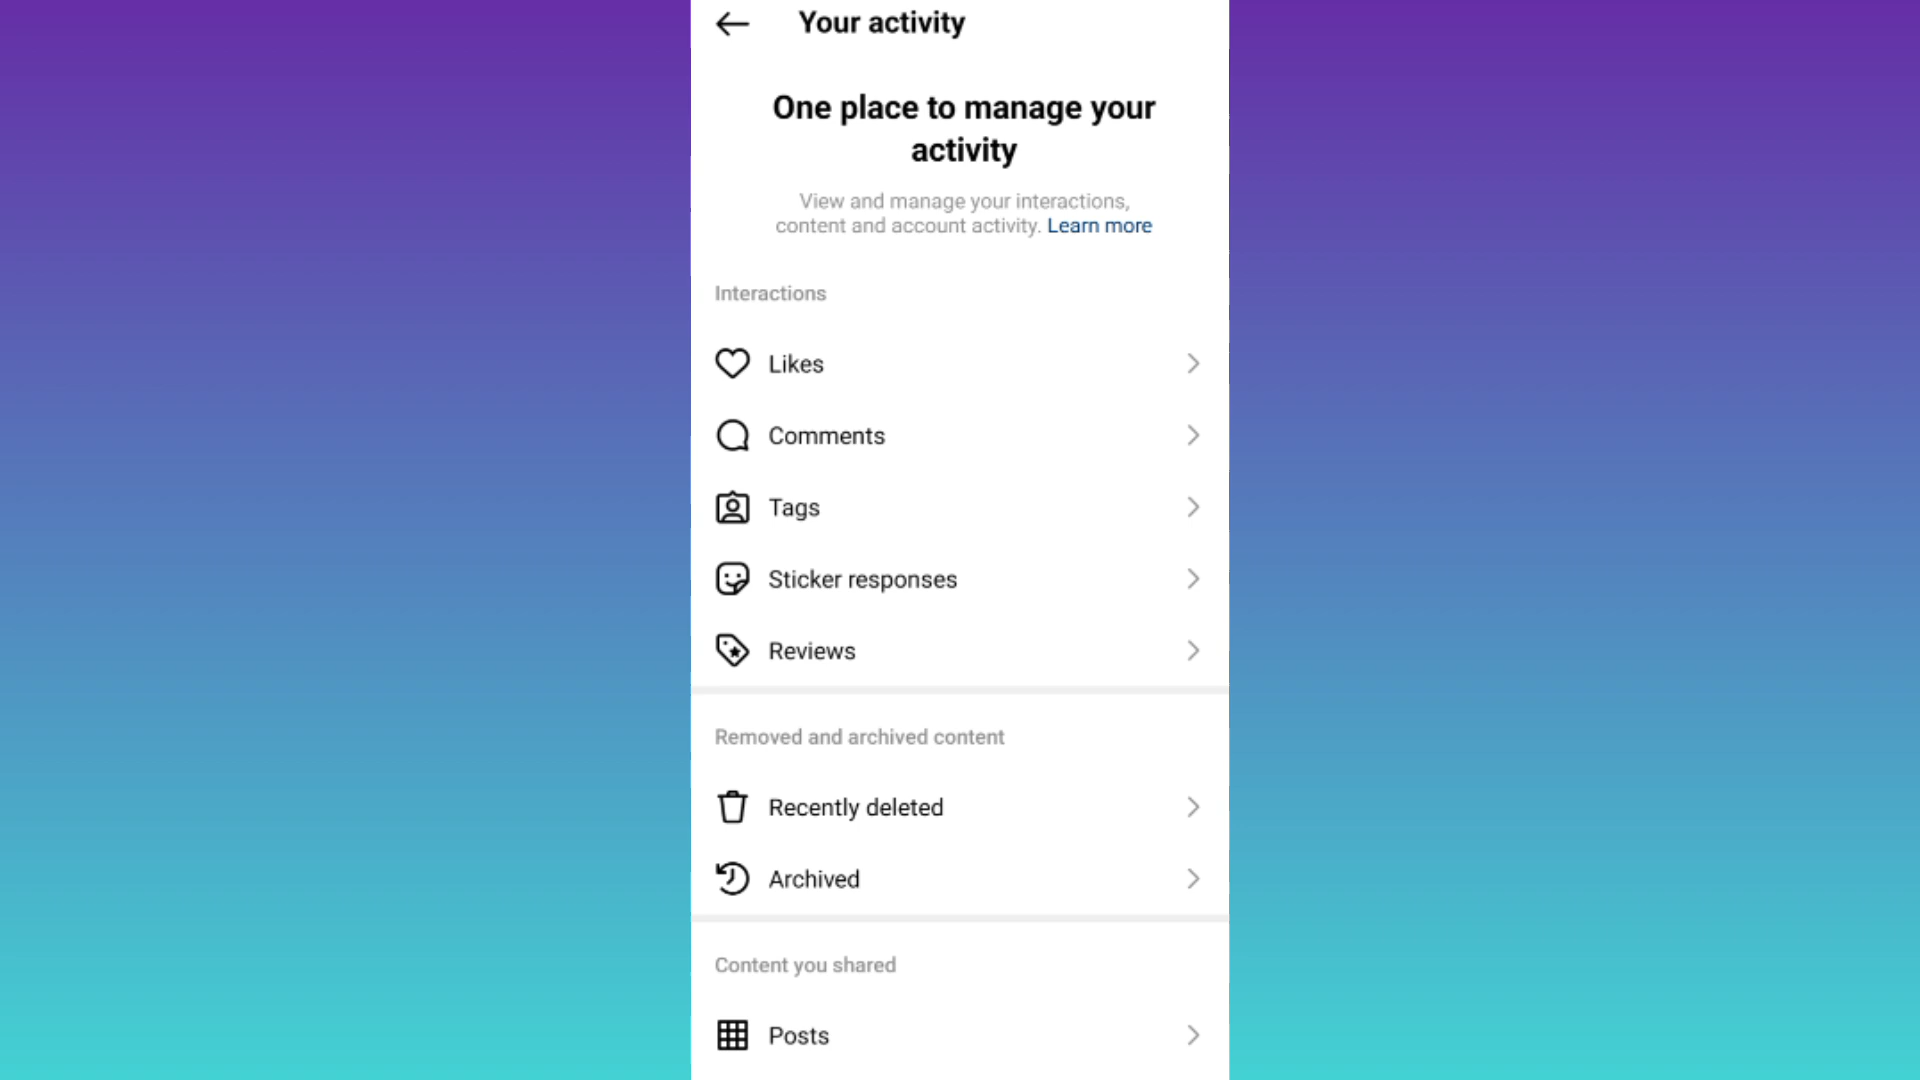 Your activity
One place to manage your
activity
View and manage your interactions,
content and account activity. Learn more
Interactions
Likes
Comments
Tags
Sticker responses
Reviews
Removed and archived content
Recently deleted
Archived
Content you shared
Posts